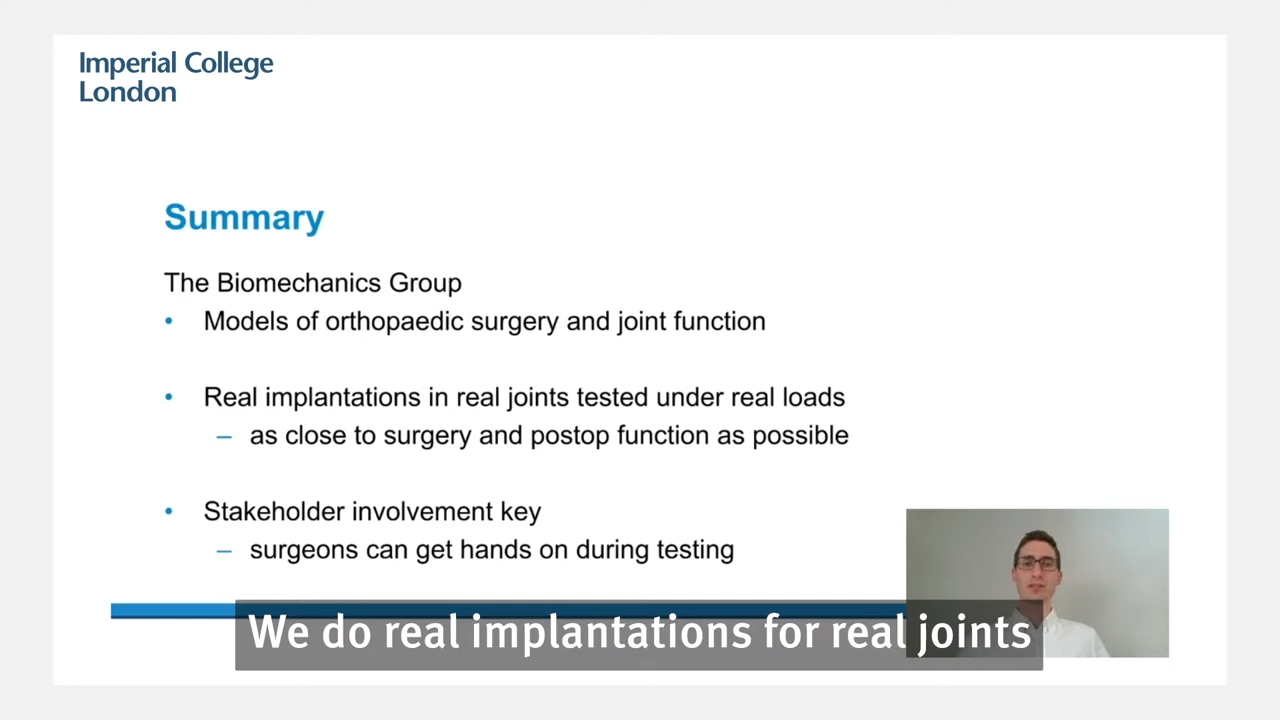 Imperial College
London
Summary
The Biomechanics Group
• Models of orthopaedic surgery and joint function
• Real implantations in real joints tested under real loads
– as close to surgery and postop function as possible
• Stakeholder involvement key
– surgeons can get hands on during testing
We do real implantations for real joints